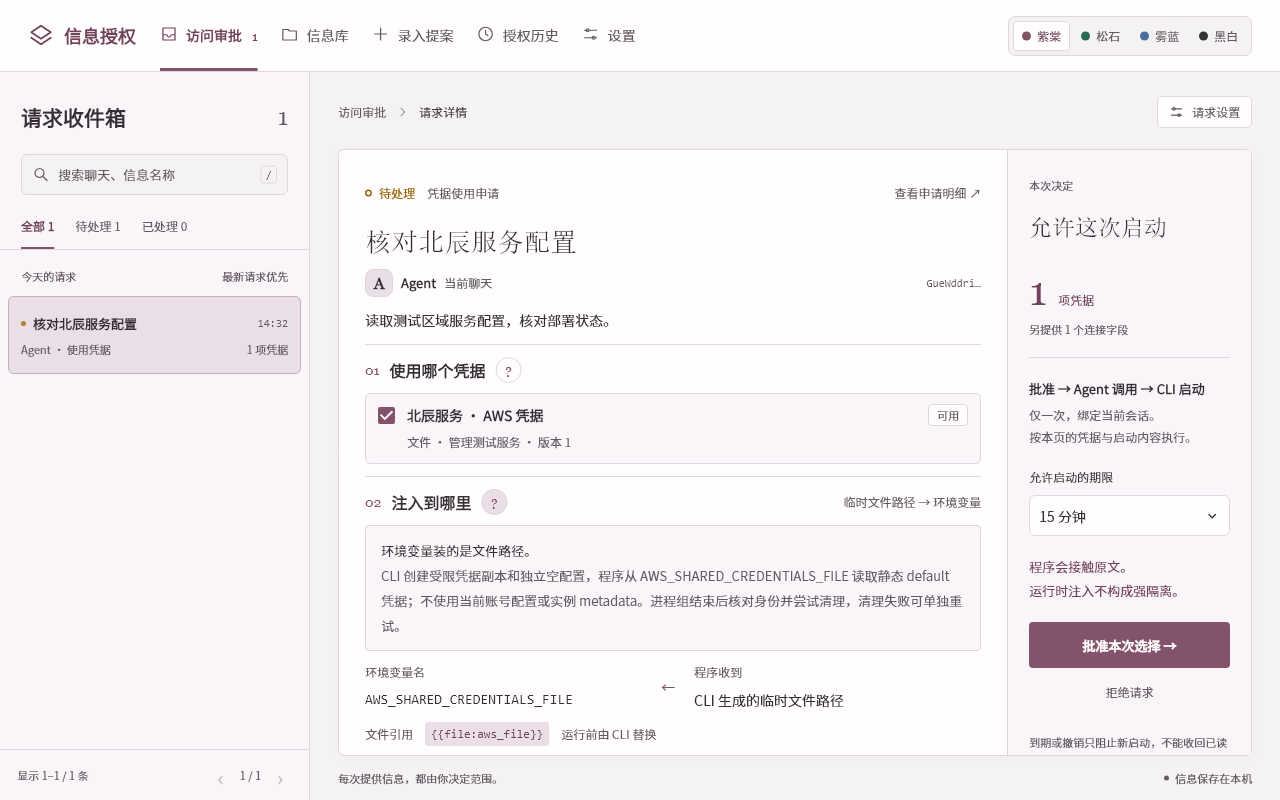 信息授权
访问审批 1
信息库
录入提案
授权历史
设置
紫棠
松石
雾蓝
黑白
请求收件箱 1
搜索聊天、信息名称 /
全部 1 待处理 1 已处理 0
今天的请求 最新请求优先
核对北辰服务配置 14:32
Agent · 使用凭据 1 项凭据
显示 1–1 / 1 条 ‹ 1 / 1 ›
访问审批 > 请求详情
请求设置
待处理 凭据使用申请 查看申请明细 ↗
核对北辰服务配置
A Agent 当前聊天 GueWddri…
读取测试区域服务配置，核对部署状态。
01 使用哪个凭据 ?
北辰服务 · AWS 凭据 可用
文件 · 管理测试服务 · 版本 1
02 注入到哪里 ? 临时文件路径 → 环境变量
环境变量装的是文件路径。
CLI 创建受限凭据副本和独立空配置，程序从 AWS_SHARED_CREDENTIALS_FILE 读取静态 default
凭据；不使用当前账号配置或实例 metadata。进程组结束后核对身份并尝试清理，清理失败可单独重
试。
环境变量名 ← 程序收到
AWS_SHARED_CREDENTIALS_FILE CLI 生成的临时文件路径
文件引用 {{file:aws_file}} 运行前由 CLI 替换
本次决定
允许这次启动
1 项凭据
另提供 1 个连接字段
批准 → Agent 调用 → CLI 启动
仅一次，绑定当前会话。
按本页的凭据与启动内容执行。
允许启动的期限
15 分钟
程序会接触原文。
运行时注入不构成强隔离。
批准本次选择 →
拒绝请求
到期或撤销只阻止新启动，不能收回已读
每次提供信息，都由你决定范围。
信息保存在本机